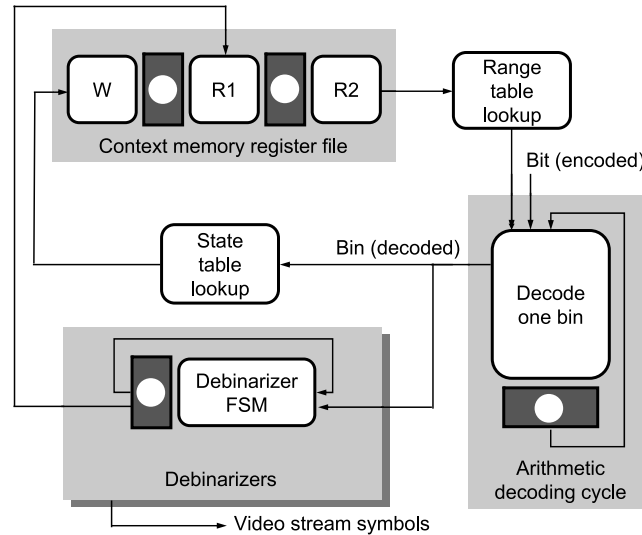 W
R1
R2
Context memory register file
Range
table
lookup
Bit (encoded)
State
table
lookup
Bin (decoded)
Decode
one bin
Debinarizer
FSM
Debinarizers
Arithmetic
decoding cycle
Video stream symbols